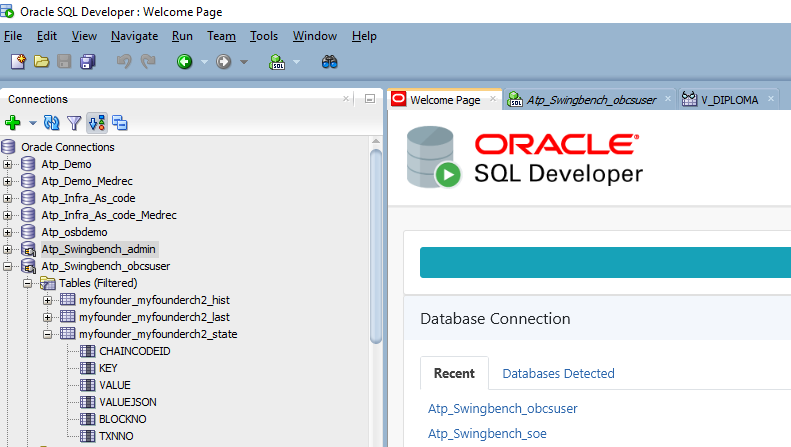 Oracle SQL Developer : Welcome Page
File Edit View Navigate Run Team Tools Window Help
SQL
Connections
Welcome Page
SQL Atp_Swingbench_obcsuser
V_DIPLOMA
Oracle Connections
Atp_Demo
Atp_Demo_Medrec
Atp_Infra_As_code
Atp_Infra_As_code_Medrec
Atp_osbdemo
Atp_Swingbench_admin
Atp_Swingbench_obcsuser
Tables (Filtered)
myfounder_myfounderch2_hist
myfounder_myfounderch2_last
myfounder_myfounderch2_state
CHAINCODEID
KEY
VALUE
VALUEJSON
BLOCKNO
TXNNO
ORACLE
SQL Developer
Database Connection
Recent Databases Detected
Atp_Swingbench_obcsuser
Atp_Swingbench_soe